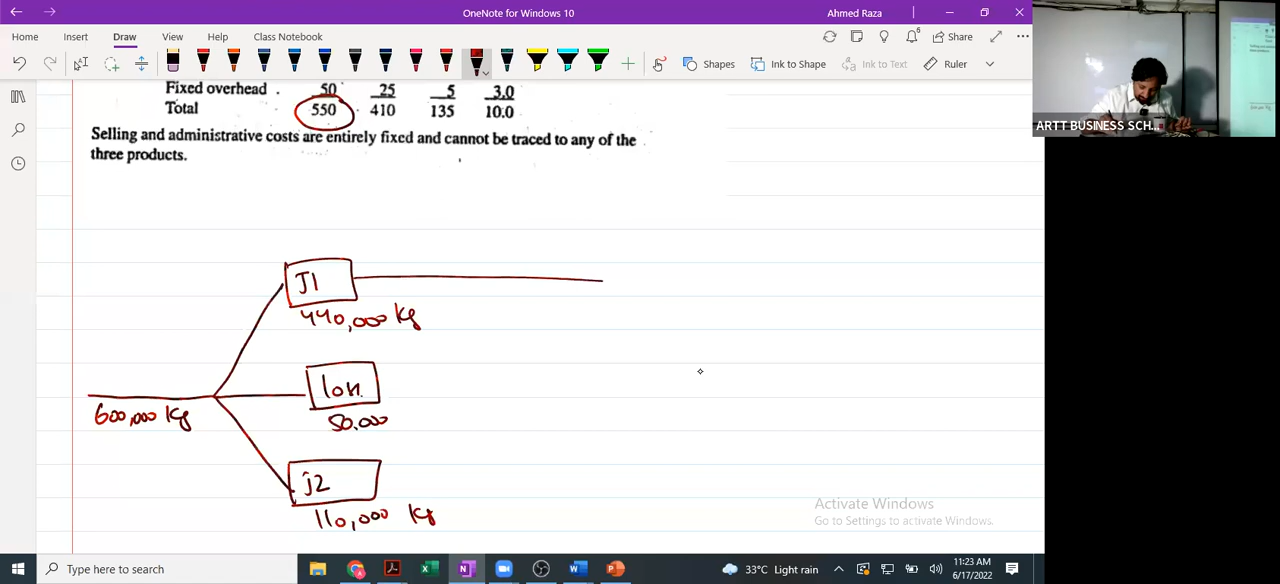 OneNote for Windows 10
Ahmed Raza
Home Insert Draw View Help Class Notebook
6
Share
Shapes Ink to Shape Ink to Text Ruler
Fixed overhead . 50 25 5 3.0
Total 550 410 135 10.0
Selling and administrative costs are entirely fixed and cannot be traced to any of the
three products.
J1
440,000 Kg
600,000 Kg
loss
50,000
j2
110,000 Kg
ARTT BUSINESS SCH...
Activate Windows
Go to Settings to activate Windows.
Type here to search
33°C Light rain
11:23 AM
6/17/2022